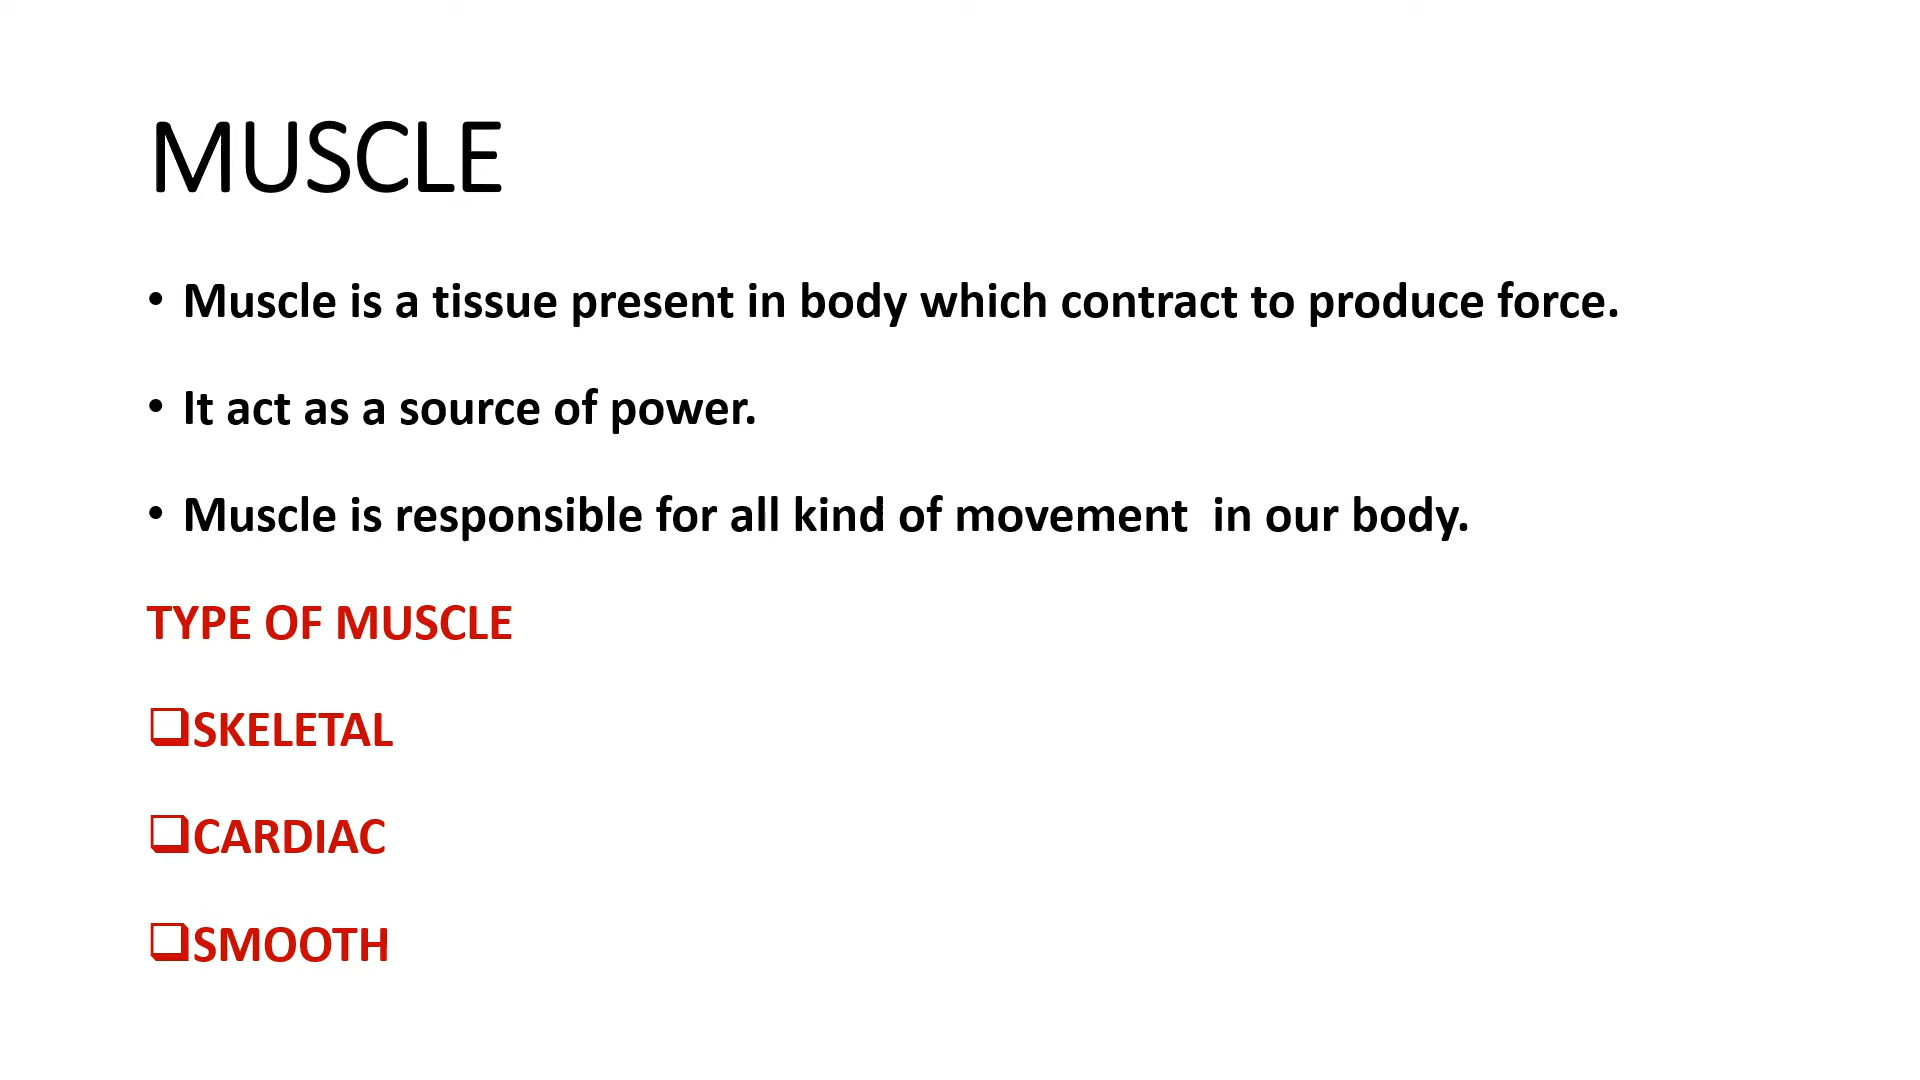 MUSCLE
• Muscle is a tissue present in body which contract to produce force.
• It act as a source of power.
• Muscle is responsible for all kind of movement  in our body.
TYPE OF MUSCLE
❑SKELETAL
❑CARDIAC
❑SMOOTH